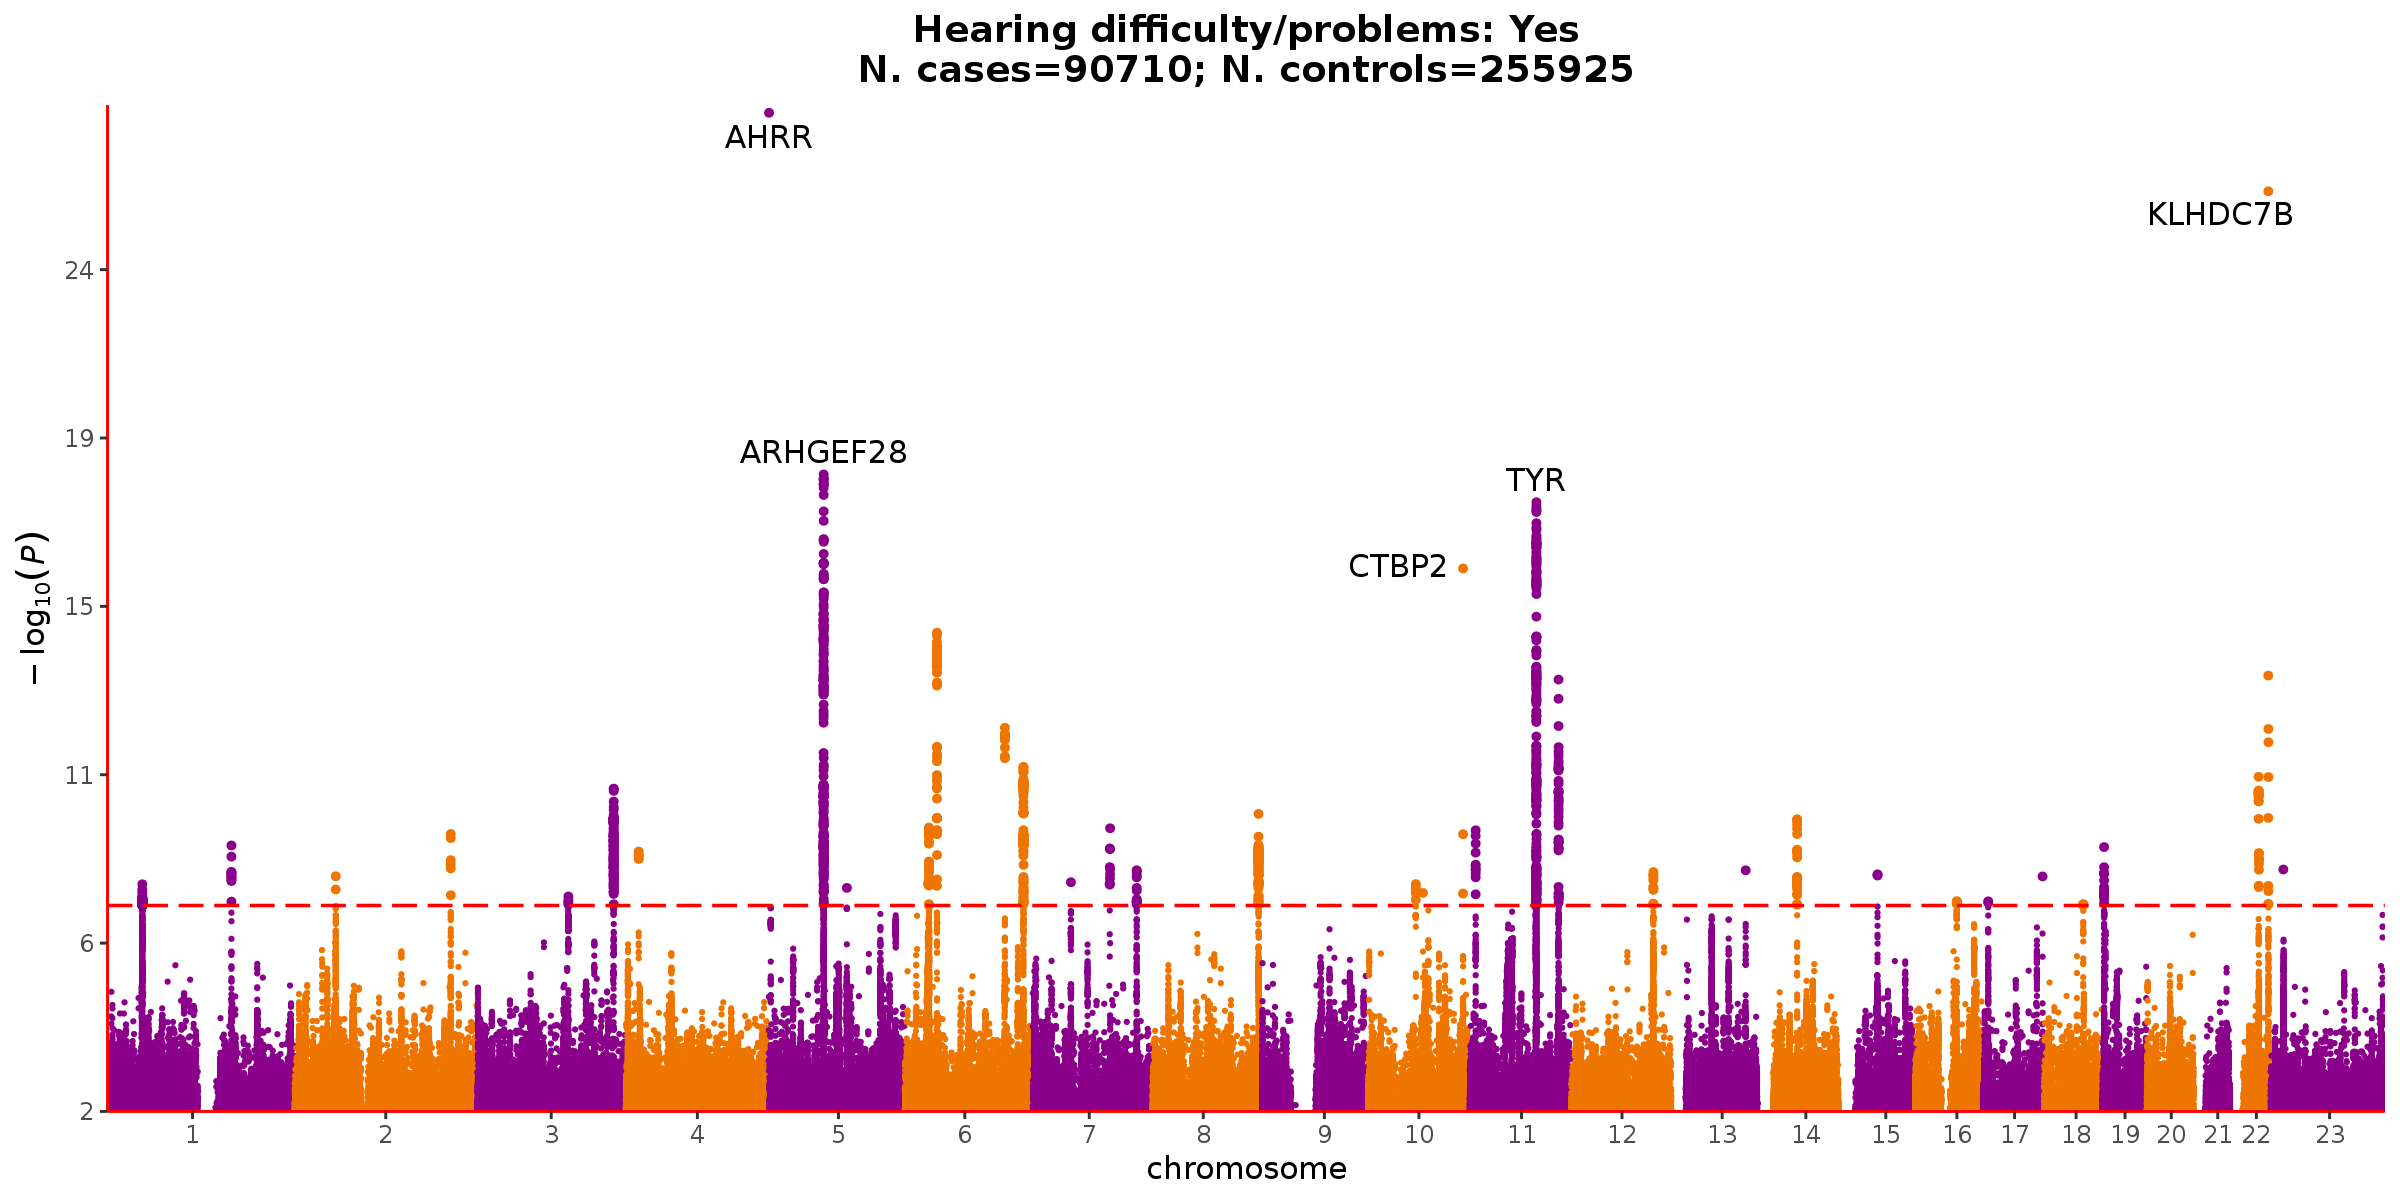 Hearing difficulty/problems: Yes
N. cases=90710; N. controls=255925
AHRR
KLHDC7B
24
19
ARHGEF28
TYR
CTBP2
15
11
6
2
−log10(P)
1 2 3 4 5 6 7 8 9 10 11 12 13 14 15 16 17 18 19 20 21 22 23
chromosome